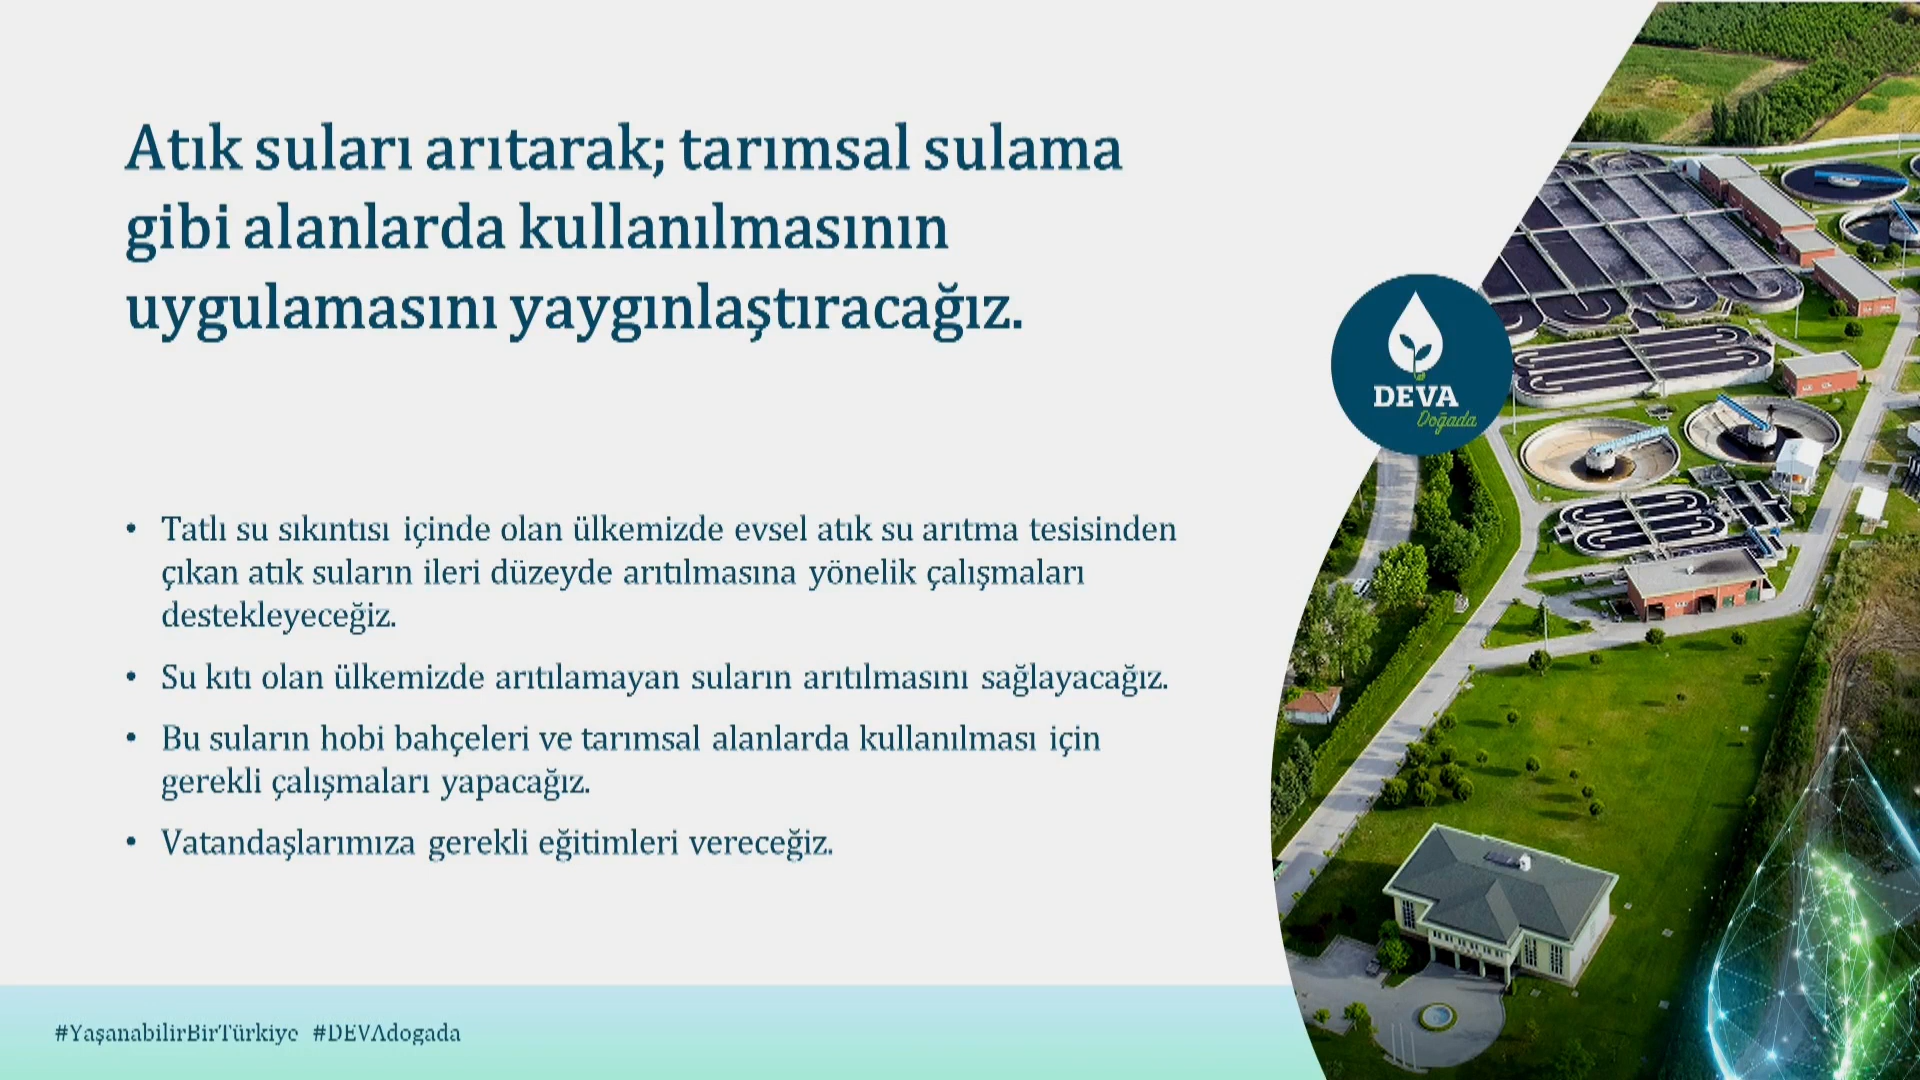 Atık suları arıtarak; tarımsal sulama
gibi alanlarda kullanılmasının
uygulamasını yaygınlaştıracağız.
DEVA
Doğada
• Tatlı su sıkıntısı içinde olan ülkemizde evsel atık su arıtma tesisinden
çıkan atık suların ileri düzeyde arıtılmasına yönelik çalışmaları
destekleyeceğiz.
• Su kıtı olan ülkemizde arıtılamayan suların arıtılmasını sağlayacağız.
• Bu suların hobi bahçeleri ve tarımsal alanlarda kullanılması için
gerekli çalışmaları yapacağız.
• Vatandaşlarımıza gerekli eğitimleri vereceğiz.
#YaşanabilirBirTürkiye #DEVAdogada